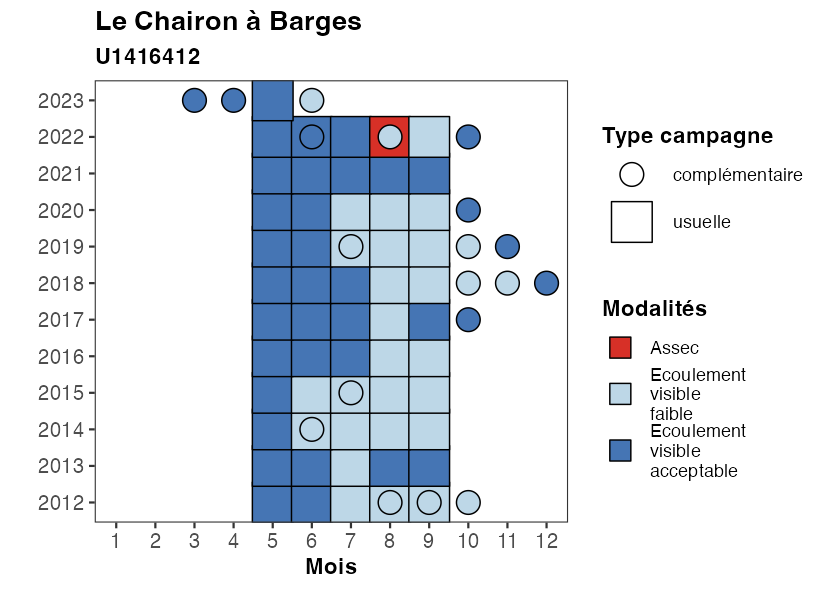 Le Chairon à Barges
U1416412
2023
2022
2021
2020
2019
2018
2017
2016
2015
2014
2013
2012
1 2 3 4 5 6 7 8 9 10 11 12
Mois
Type campagne
complémentaire
usuelle
Modalités
Assec
Ecoulement
visible
faible
Ecoulement
visible
acceptable